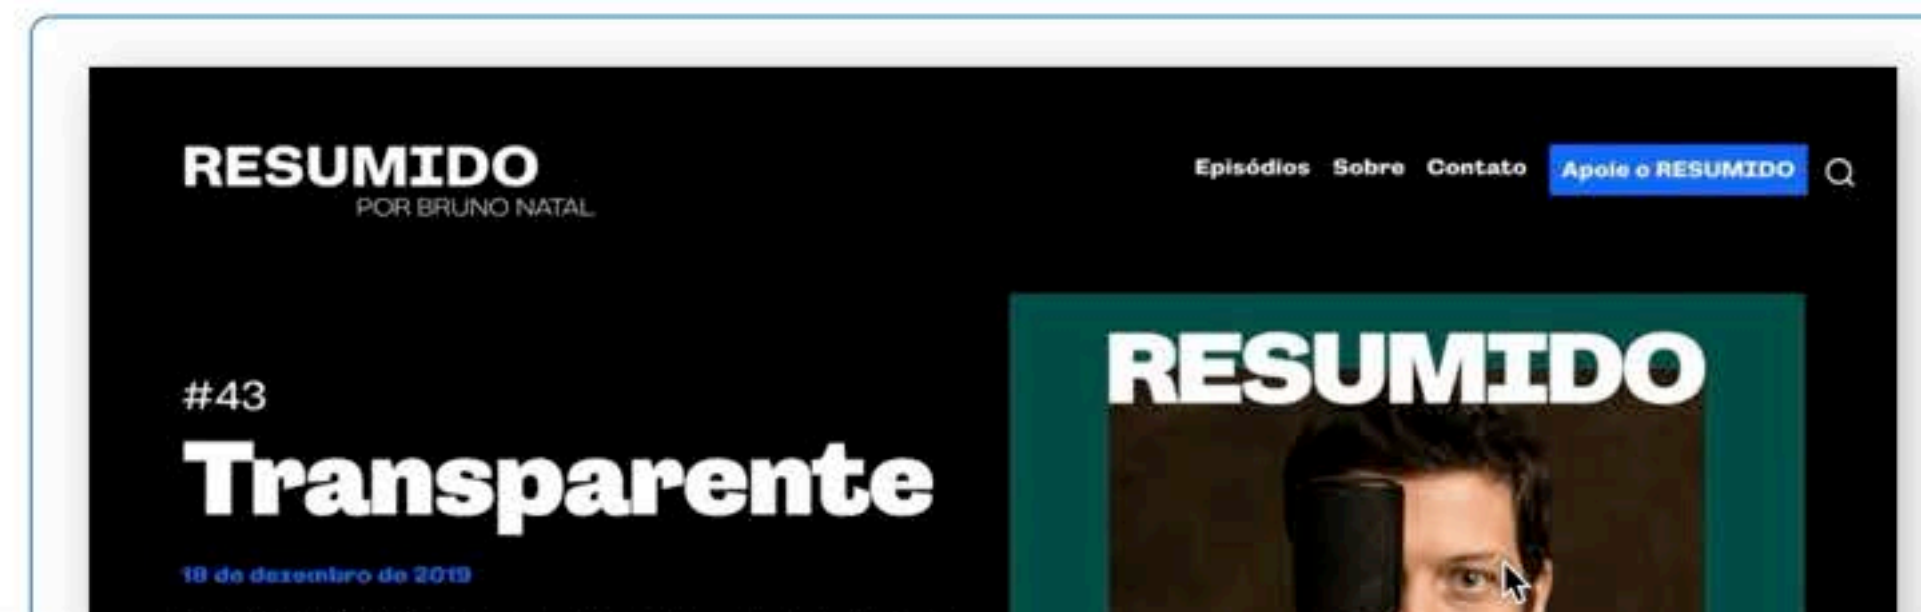 RESUMIDO
POR BRUNO NATAL
Episódios Sobre Contato Apoie o RESUMIDO
#43
Transparente
18 de dezembro de 2019
RESUMIDO